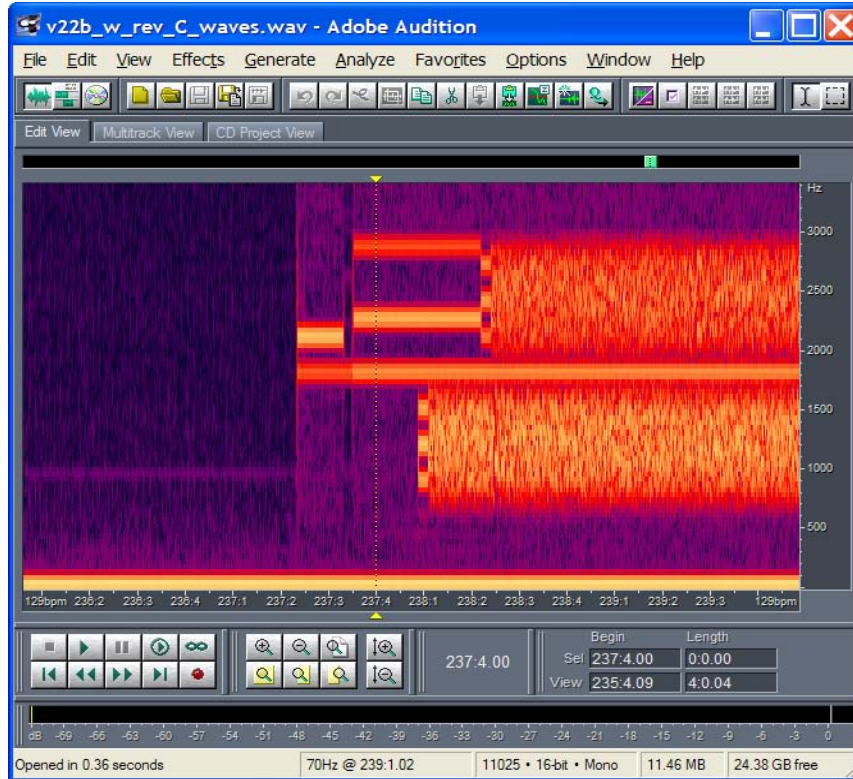 v22b_w_rev_C_waves.wav - Adobe Audition
File Edit View Effects Generate Analyze Favorites Options Window Help
Edit View Multitrack View CD Project View
Hz
3000
2500
2000
1500
1000
500
129bpm 236:2 236:3 236:4 237:1 237:2 237:3 237:4 238:1 238:2 238:3 238:4 239:1 239:2 239:3 129bpm
Begin Length
237:4.00 Sel 237:4.00 0:0.00
View 235:4.09 4:0.04
dB -69 -66 -63 -60 -57 -54 -51 -48 -45 -42 -39 -36 -33 -30 -27 -24 -21 -18 -15 -12 -9 -6 -3 0
Opened in 0.36 seconds 70Hz @ 239:1.02 11025 • 16-bit • Mono 11.46 MB 24.38 GB free